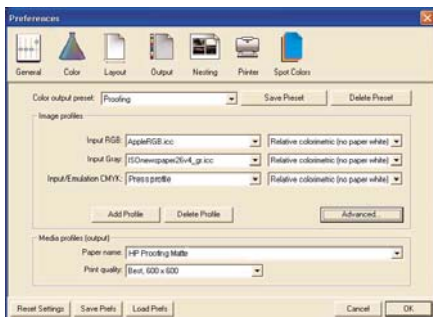 Preferences
General Color Layout Output Nesting Printer Spot Colors
Color output preset: Proofing Save Preset Delete Preset
Image profiles
Input RGB: AppleRGB.icc Relative colorimetric (no paper white)
Input Gray: ISOnewspaper26v4_gr.icc Relative colorimetric (no paper white)
Input/Emulation CMYK: Press profile Relative colorimetric (no paper white)
Add Profile Delete Profile Advanced...
Media profiles (output)
Paper name: HP Proofing Matte
Print quality: Best, 600 x 600
Reset Settings Save Prefs Load Prefs Cancel OK